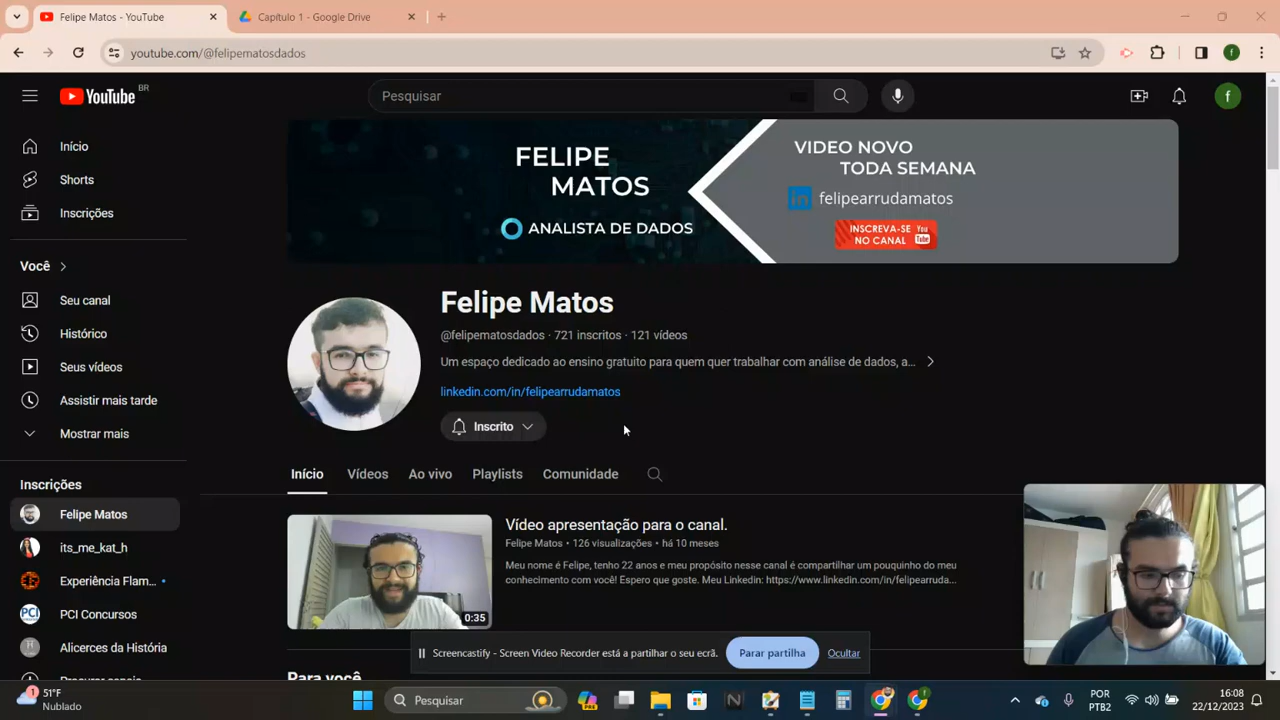 Felipe Matos - YouTube
Capítulo 1 - Google Drive
youtube.com/@felipematosdados
f
YouTube BR
Pesquisar
f
Início
Shorts
Inscrições
Você
Seu canal
Histórico
Seus vídeos
Assistir mais tarde
Mostrar mais
Inscrições
Felipe Matos
its_me_kat_h
Experiência Flam...
PCI PCI Concursos
Alicerces da História
FELIPE
MATOS
ANALISTA DE DADOS
VIDEO NOVO
TODA SEMANA
in felipearrudamatos
INSCREVA-SE
NO CANAL
You
Tube
Felipe Matos
@felipematosdados · 721 inscritos · 121 vídeos
Um espaço dedicado ao ensino gratuito para quem quer trabalhar com análise de dados, a...
linkedin.com/in/felipearrudamatos
Inscrito
Início Vídeos Ao vivo Playlists Comunidade
Vídeo apresentação para o canal.
Felipe Matos • 126 visualizações • há 10 meses
Meu nome é Felipe, tenho 22 anos e meu propósito nesse canal é compartilhar um pouquinho do meu
conhecimento com você! Espero que goste. Meu Linkedin: https://www.linkedin.com/in/felipearruda...
0:35
Screencastify - Screen Video Recorder está a partilhar o seu ecrã.
Parar partilha
Ocultar
1
51°F
Nublado
Pesquisar
PRE
POR
PTB2
16:08
22/12/2023